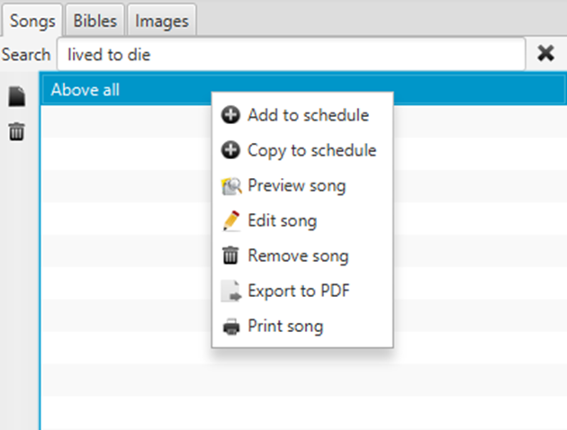 Songs Bibles Images
Search lived to die
Above all
Add to schedule
Copy to schedule
Preview song
Edit song
Remove song
Export to PDF
Print song